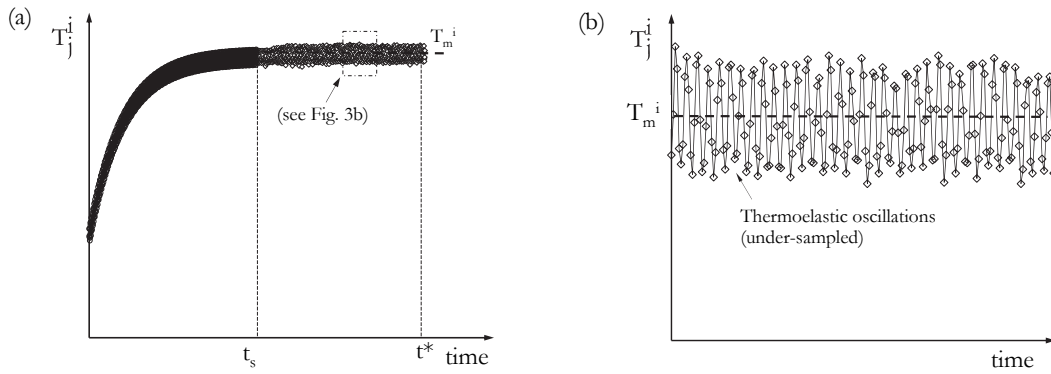 (a)
T_j^i
T_m^i
(see Fig. 3b)
t_s
t*
time
(b)
T_j^i
T_m^i
Thermoelastic oscillations
(under-sampled)
time